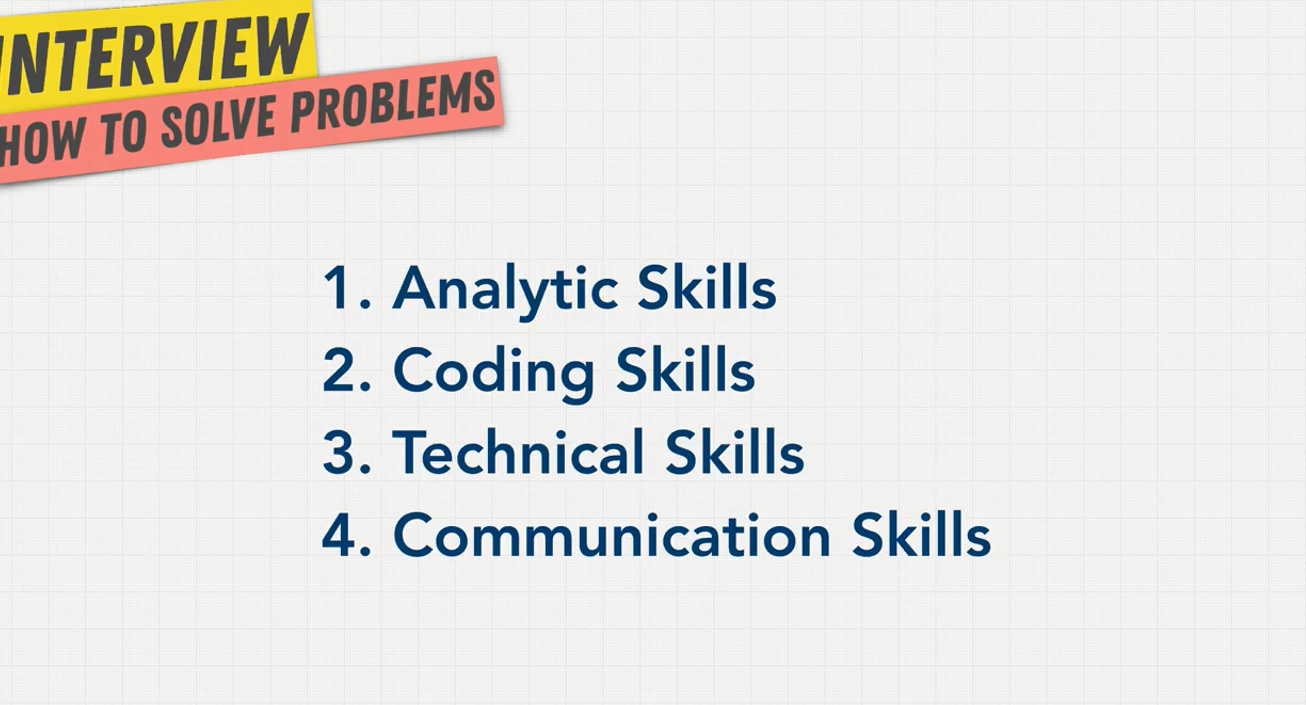 INTERVIEW
HOW TO SOLVE PROBLEMS
1. Analytic Skills
2. Coding Skills
3. Technical Skills
4. Communication Skills